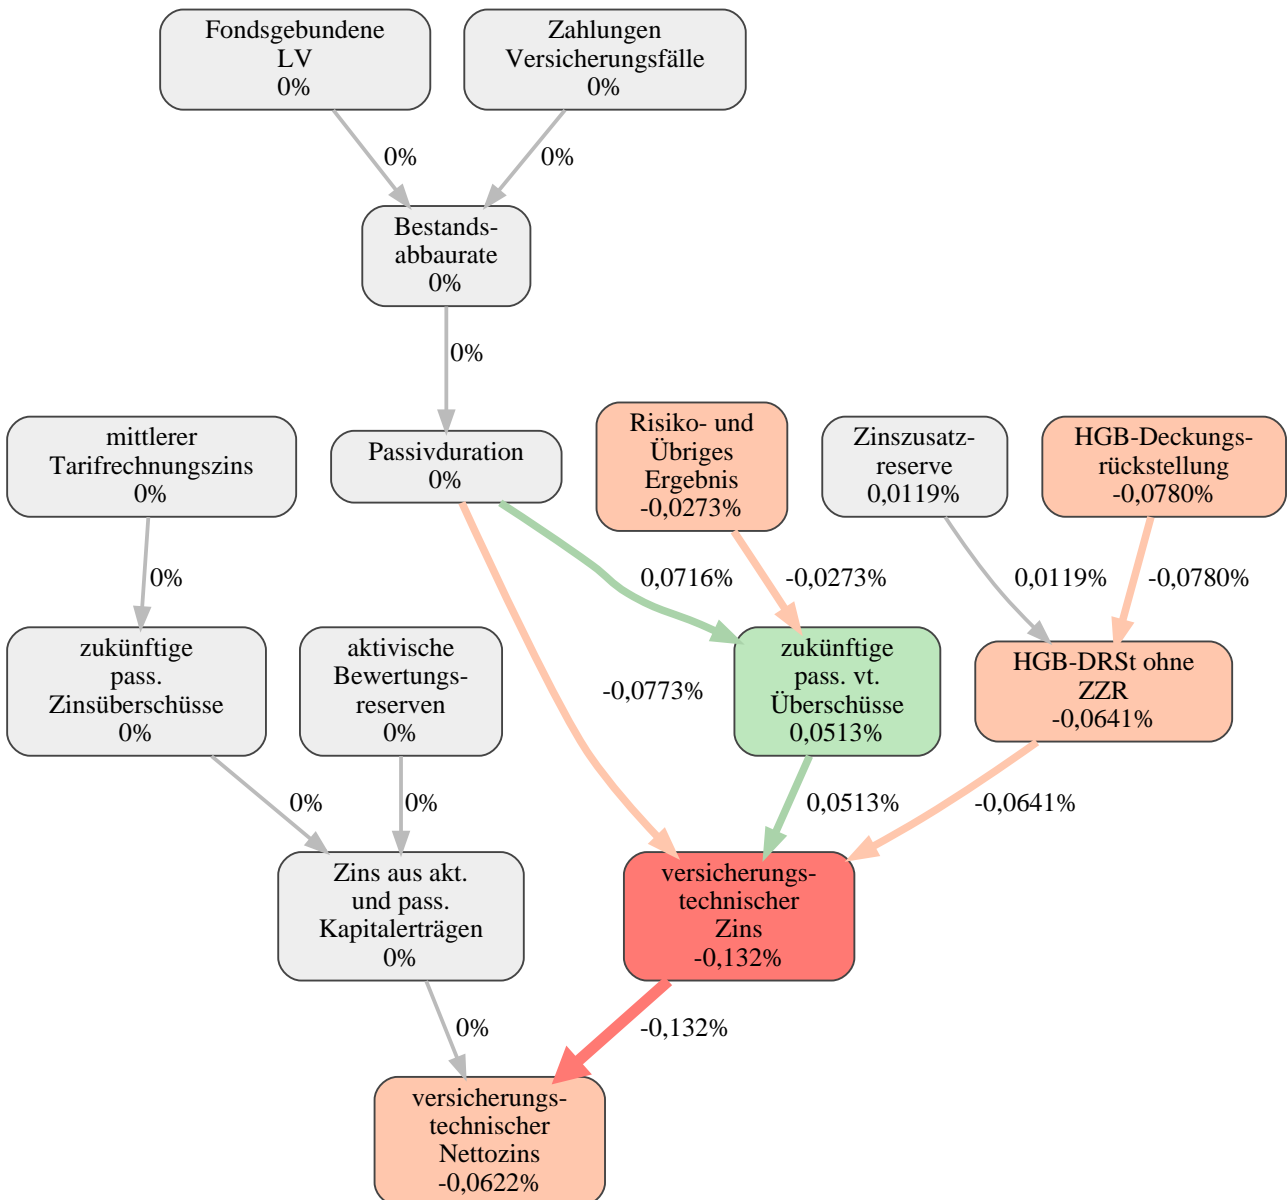 Fondsgebundene
LV
0%
Zahlungen
Versicherungsfälle
0%
0%
0%
Bestands-
abbaurate
0%
0%
mittlerer
Tarifrechnungszins
0%
Passivduration
0%
Risiko- und
Übriges
Ergebnis
-0,0273%
Zinszusatz-
reserve
0,0119%
HGB-Deckungs-
rückstellung
-0,0780%
0%
0,0716%
-0,0273%
0,0119%
-0,0780%
zukünftige
pass.
Zinsüberschüsse
0%
aktivische
Bewertungs-
reserven
0%
-0,0773%
zukünftige
pass. vt.
Überschüsse
0,0513%
HGB-DRSt ohne
ZZR
-0,0641%
0%
0%
0,0513%
-0,0641%
Zins aus akt.
und pass.
Kapitalerträgen
0%
versicherungs-
technischer
Zins
-0,132%
0%
-0,132%
versicherungs-
technischer
Nettozins
-0,0622%